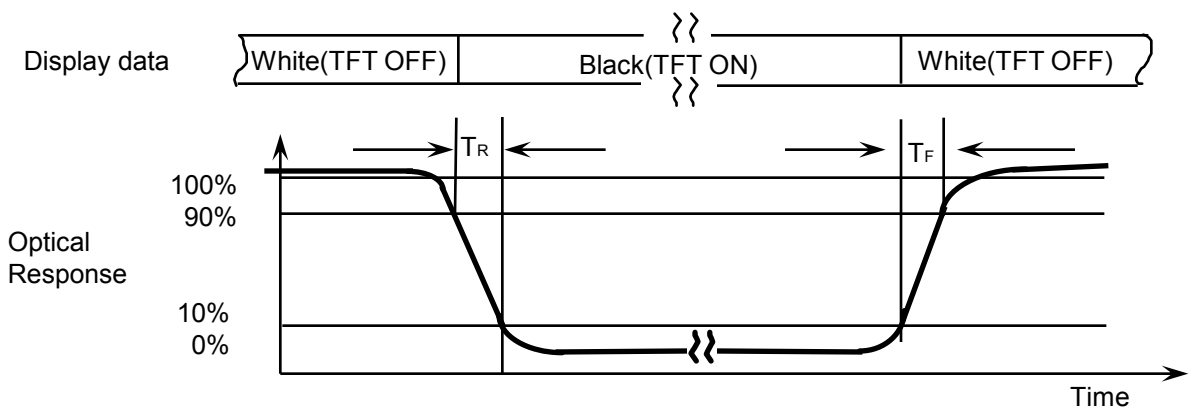 Display data
White(TFT OFF)
Black(TFT ON)
White(TFT OFF)
TR
TF
100%
90%
Optical
Response
10%
0%
Time